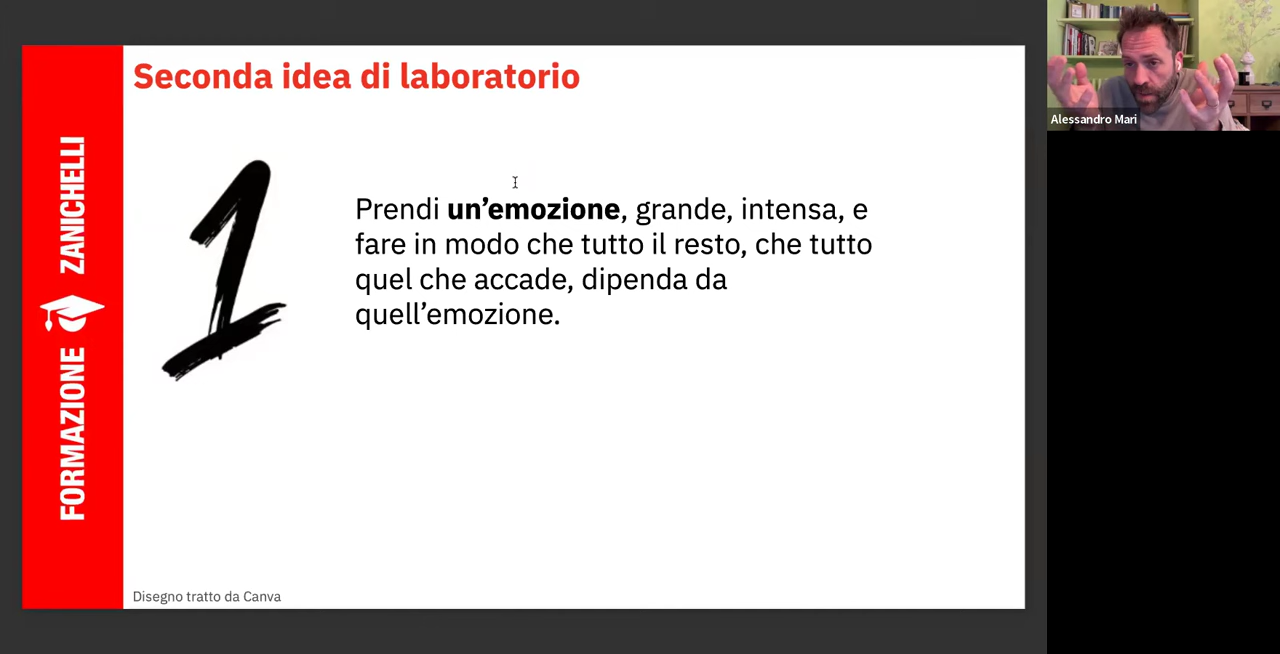 Seconda idea di laboratorio
FORMAZIONE ZANICHELLI
1
Prendi un’emozione, grande, intensa, e
fare in modo che tutto il resto, che tutto
quel che accade, dipenda da
quell’emozione.
Disegno tratto da Canva
Alessandro Mari